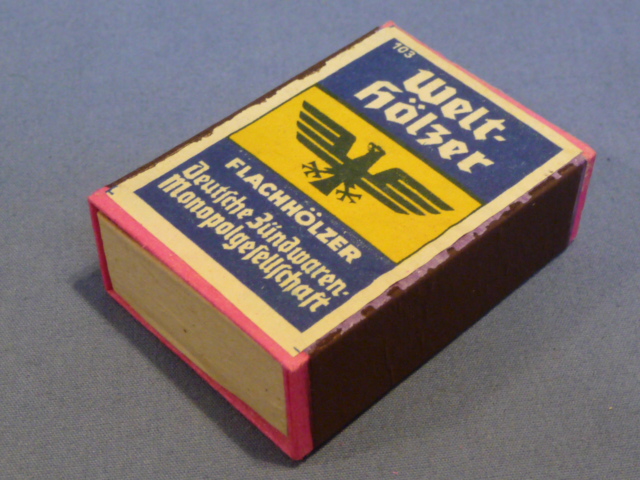 103
Welt-
Hölzer
FLACHHÖLZER
Deutſche Zündwaren-
Monopolgeſellſchaft